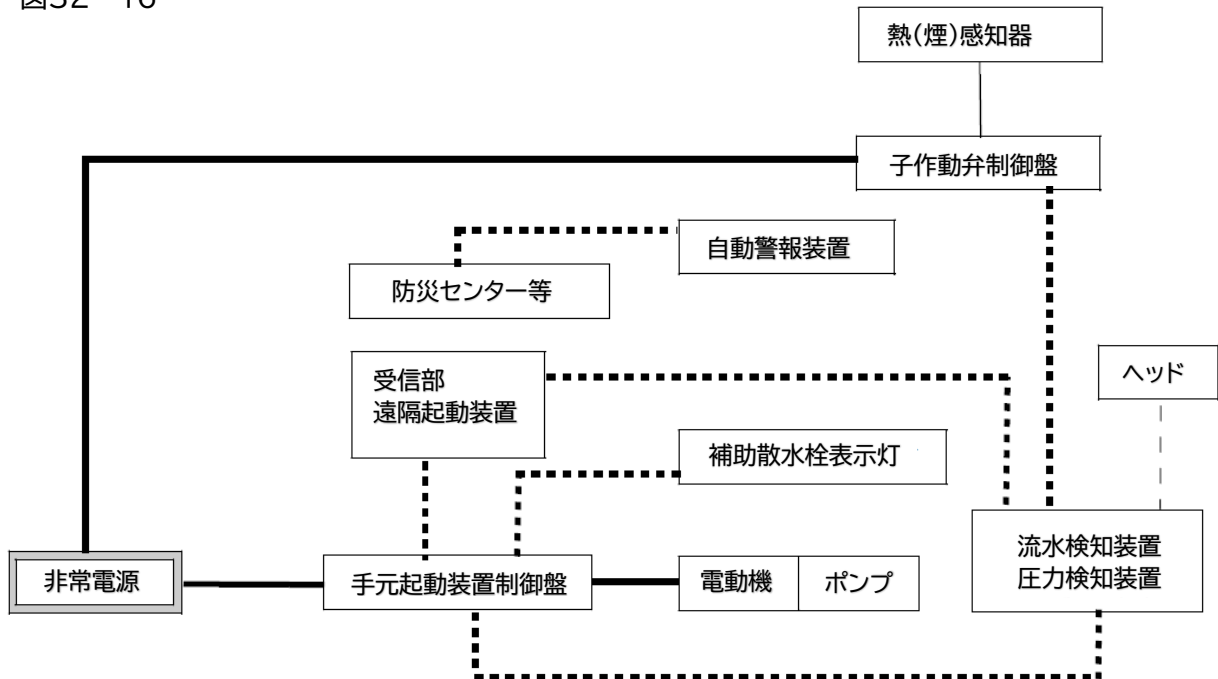 図32－16
熱(煙)感知器
子作動弁制御盤
自動警報装置
防災センター等
受信部
遠隔起動装置
ヘッド
補助散水栓表示灯
流水検知装置
圧力検知装置
非常電源
手元起動装置制御盤
電動機
ポンプ